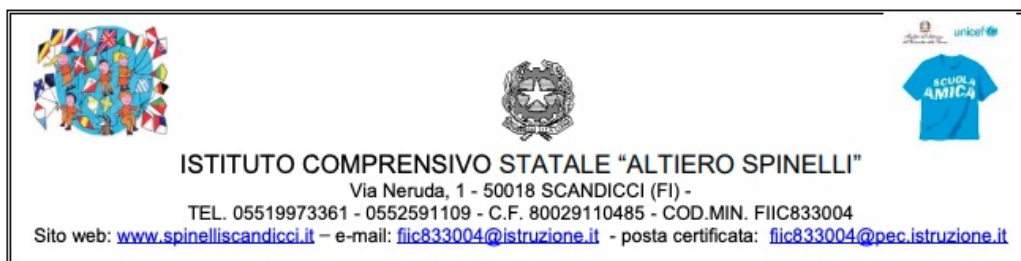 unicef
SCUOLA
AMICA
ISTITUTO COMPRENSIVO STATALE “ALTIERO SPINELLI”
Via Neruda, 1 - 50018 SCANDICCI (FI) -
TEL. 05519973361 - 0552591109 - C.F. 80029110485 - COD.MIN. FIIC833004
Sito web: www.spinelliscandicci.it – e-mail: fiic833004@istruzione.it - posta certificata: fiic833004@pec.istruzione.it